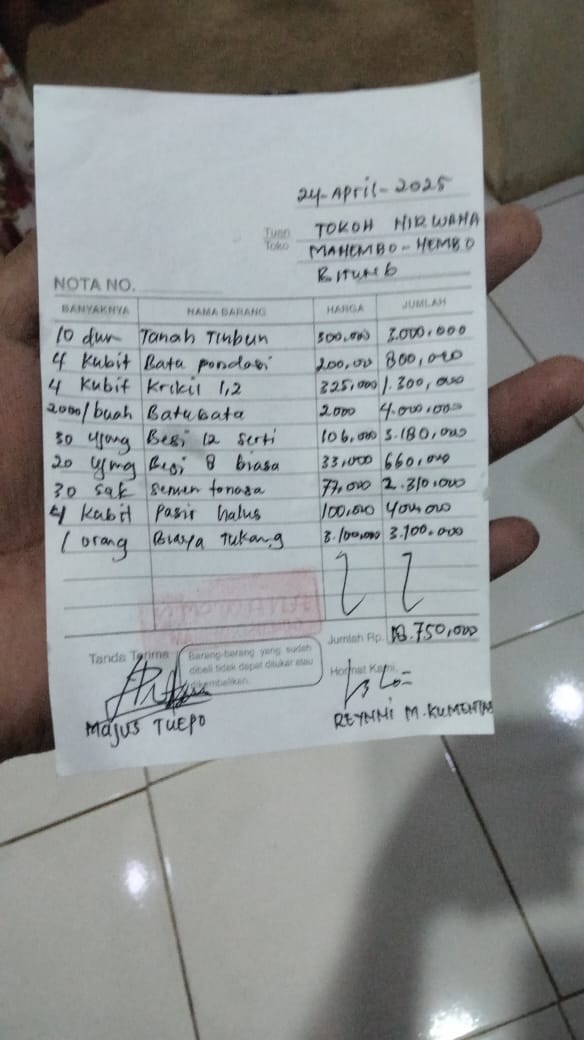 24-April-2025
Tuan
Toko
TOKOH NIRWANA
MAHEMBO-HEMBO
BITUNG
NOTA NO.
BANYAKNYA NAMA BARANG HARGA JUMLAH
10 dum Tanah Timbun 300,000 3.000.000
4 Kubit Batu pondasi 200,00 800,000
4 Kubit Krikil 1,2 325,000 1.300,000
2000/buah Batu Bata 2000 4.000.000
30 ujung Besi 12 serti 106,000 3.180,000
20 ujung Besi 8 biasa 33,000 660,000
30 sak semen tonasa 77,000 2.310.000
4 Kubit Pasir halus 100,000 400,000
1 orang Biaya Tukang 3.100,000 3.100.000
Jumlah Rp. 18.750,000
Tanda Terima
Barang-barang yang sudah
dibeli tidak dapat ditukar atau
dikembalikan.
Hormat Kami,
MAJUS TUEPO
REYNNI M. KUMENTAS